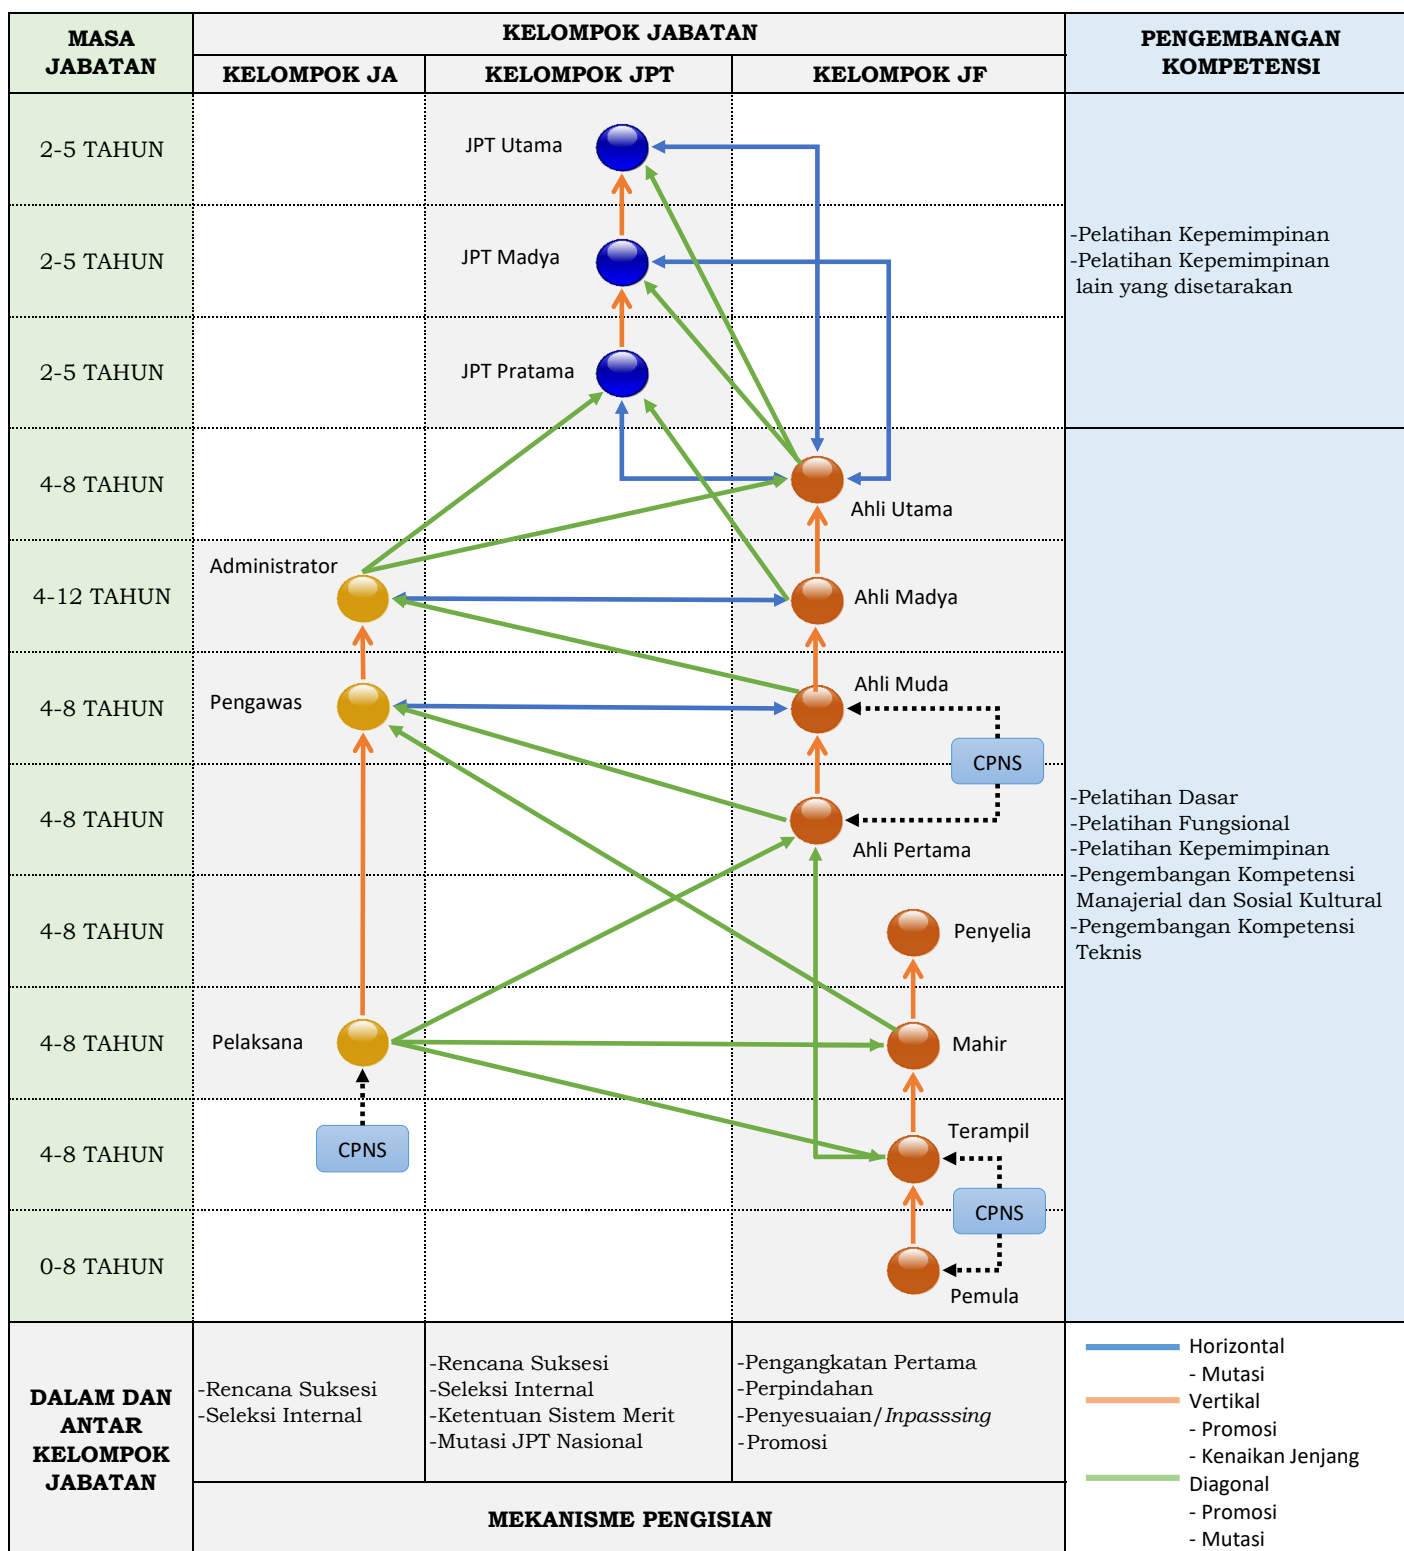 MASA
JABATAN
KELOMPOK JABATAN
PENGEMBANGAN
KOMPETENSI
KELOMPOK JA
KELOMPOK JPT
KELOMPOK JF
2-5 TAHUN
JPT Utama
2-5 TAHUN
JPT Madya
2-5 TAHUN
JPT Pratama
-Pelatihan Kepemimpinan
-Pelatihan Kepemimpinan
lain yang disetarakan
4-8 TAHUN
Ahli Utama
4-12 TAHUN
Administrator
Ahli Madya
4-8 TAHUN
Pengawas
Ahli Muda
CPNS
4-8 TAHUN
Ahli Pertama
4-8 TAHUN
Penyelia
4-8 TAHUN
Pelaksana
Mahir
4-8 TAHUN
CPNS
Terampil
CPNS
0-8 TAHUN
Pemula
-Pelatihan Dasar
-Pelatihan Fungsional
-Pelatihan Kepemimpinan
-Pengembangan Kompetensi
Manajerial dan Sosial Kultural
-Pengembangan Kompetensi
Teknis
DALAM DAN
ANTAR
KELOMPOK
JABATAN
-Rencana Suksesi
-Seleksi Internal
-Rencana Suksesi
-Seleksi Internal
-Ketentuan Sistem Merit
-Mutasi JPT Nasional
-Pengangkatan Pertama
-Perpindahan
-Penyesuaian/Inpasssing
-Promosi
MEKANISME PENGISIAN
Horizontal
- Mutasi
Vertikal
- Promosi
- Kenaikan Jenjang
Diagonal
- Promosi
- Mutasi